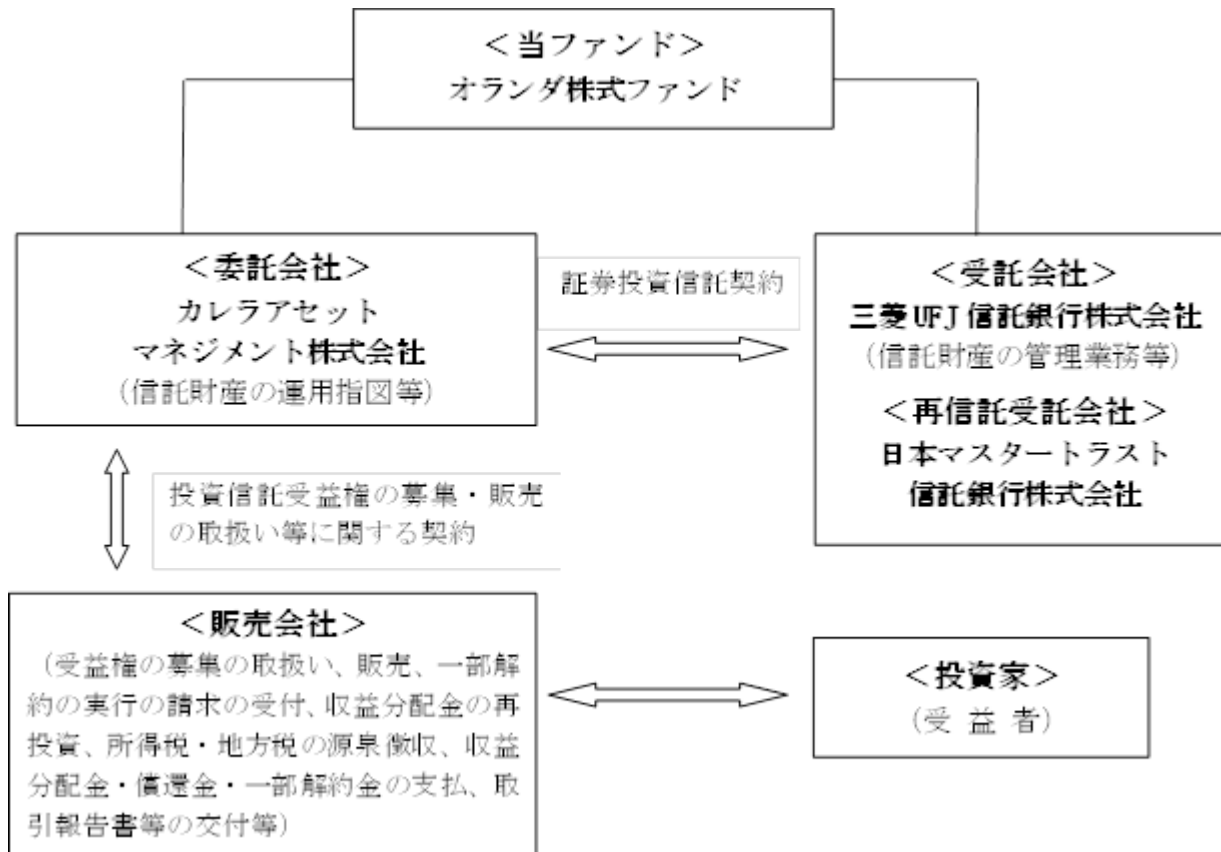 ＜当ファンド＞
オランダ株式ファンド
＜委託会社＞
カレラアセット
マネジメント株式会社
（信託財産の運用指図等）
証券投資信託契約
＜受託会社＞
三菱UFJ信託銀行株式会社
（信託財産の管理業務等）
＜再信託受託会社＞
日本マスタートラスト
信託銀行株式会社
投資信託受益権の募集・販売
の取扱い等に関する契約
＜販売会社＞
（受益権の募集の取扱い、販売、一部解
約の実行の請求の受付、収益分配金の再
投資、所得税・地方税の源泉徴収、収益
分配金・償還金・一部解約金の支払、取
引報告書等の交付等）
＜投資家＞
（受 益 者）